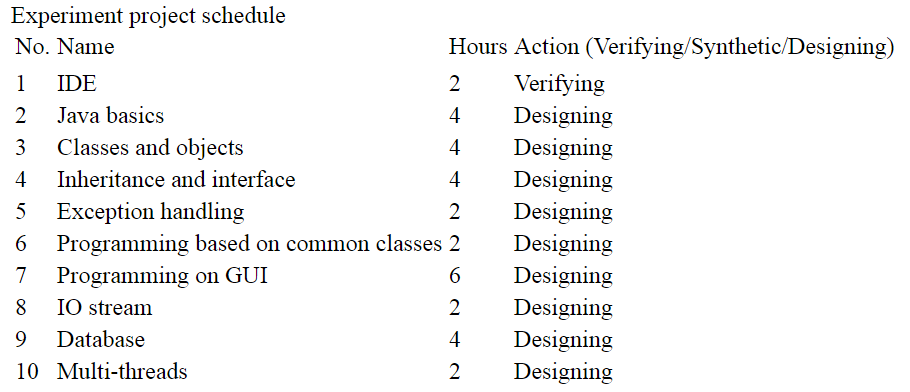 Experiment project schedule
No. Name Hours Action (Verifying/Synthetic/Designing)
1 IDE 2 Verifying
2 Java basics 4 Designing
3 Classes and objects 4 Designing
4 Inheritance and interface 4 Designing
5 Exception handling 2 Designing
6 Programming based on common classes 2 Designing
7 Programming on GUI 6 Designing
8 IO stream 2 Designing
9 Database 4 Designing
10 Multi-threads 2 Designing